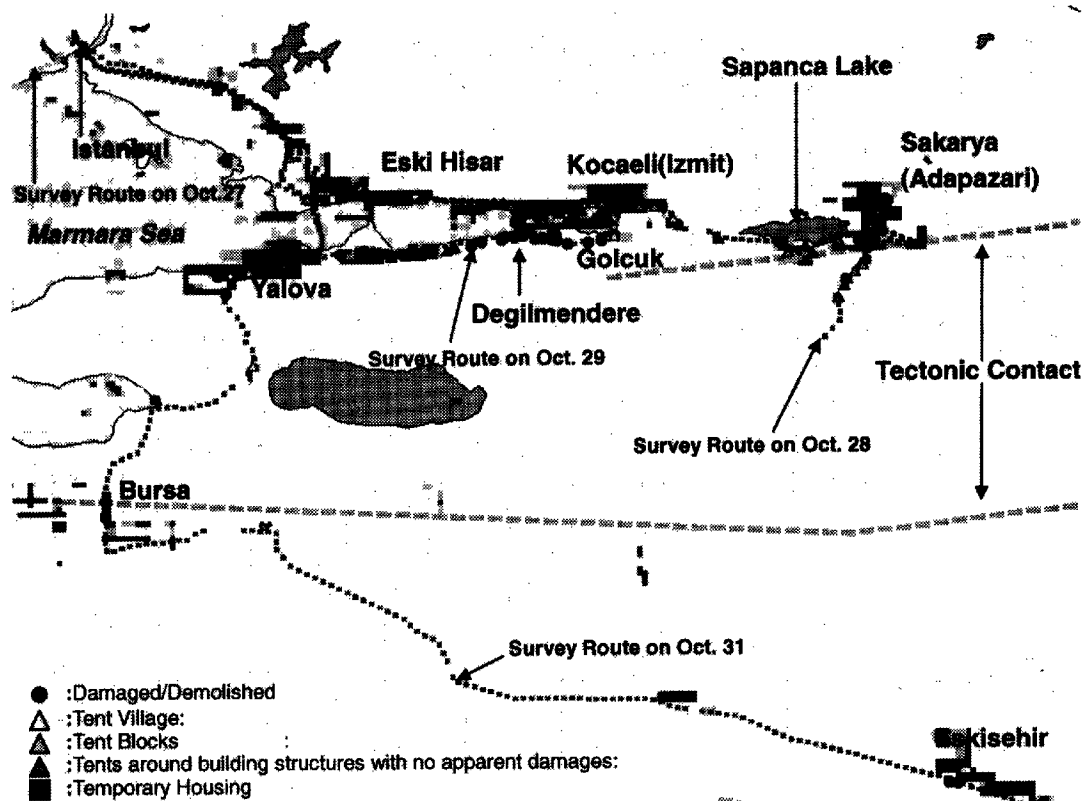 Sapanca Lake
Istanbul
Eski Hisar
Kocaeli(Izmit)
Sakarya
(Adapazari)
Survey Route on Oct.27
Marmara Sea
Yalova
Golcuk
Degilmendere
Survey Route on Oct. 29
Tectonic Contact
Survey Route on Oct. 28
Bursa
Survey Route on Oct. 31
:Damaged/Demolished
:Tent Village:
:Tent Blocks :
:Tents around building structures with no apparent damages:
:Temporary Housing
Eskisehir